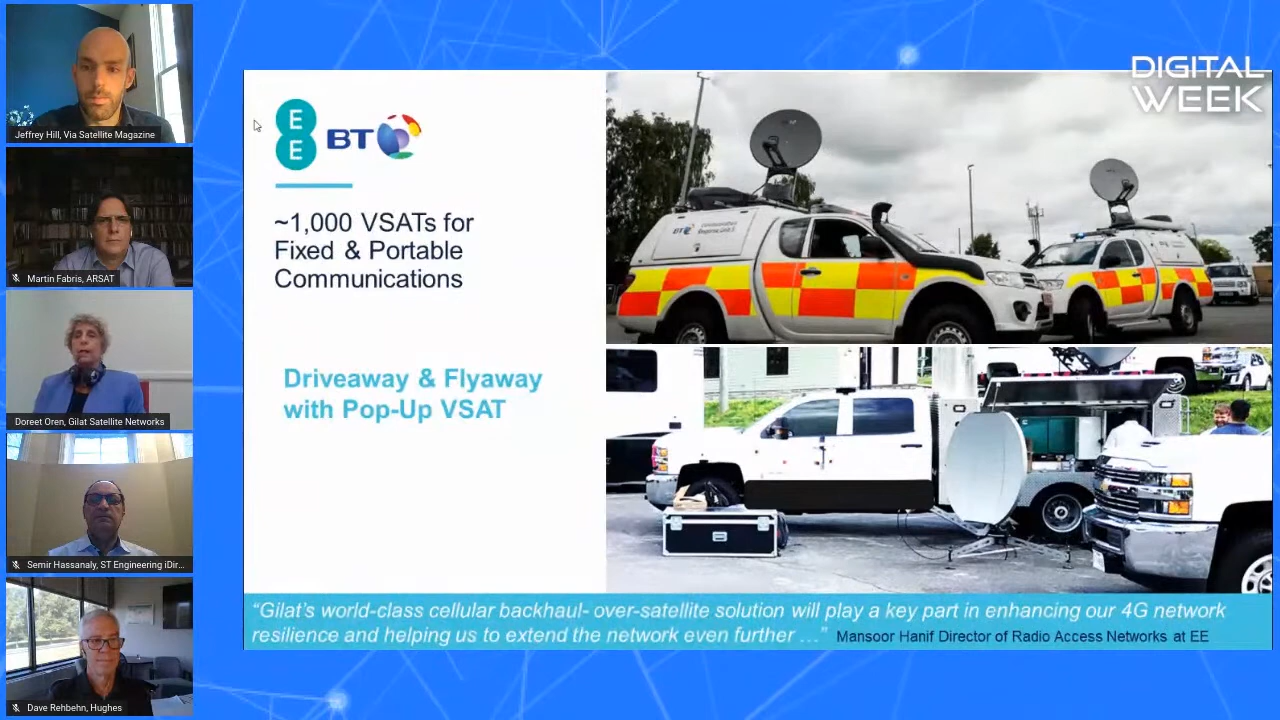 Jeffrey Hill, Via Satellite Magazine
Martin Fabris, ARSAT
Doreet Oren, Gilat Satellite Networks
Semir Hassanaly, ST Engineering iDir...
Dave Rehbehn, Hughes
DIGITAL
WEEK
E
E
BT
~1,000 VSATs for
Fixed & Portable
Communications
Driveaway & Flyaway
with Pop-Up VSAT
BT
“Gilat’s world-class cellular backhaul- over-satellite solution will play a key part in enhancing our 4G network
resilience and helping us to extend the network even further …” Mansoor Hanif Director of Radio Access Networks at EE